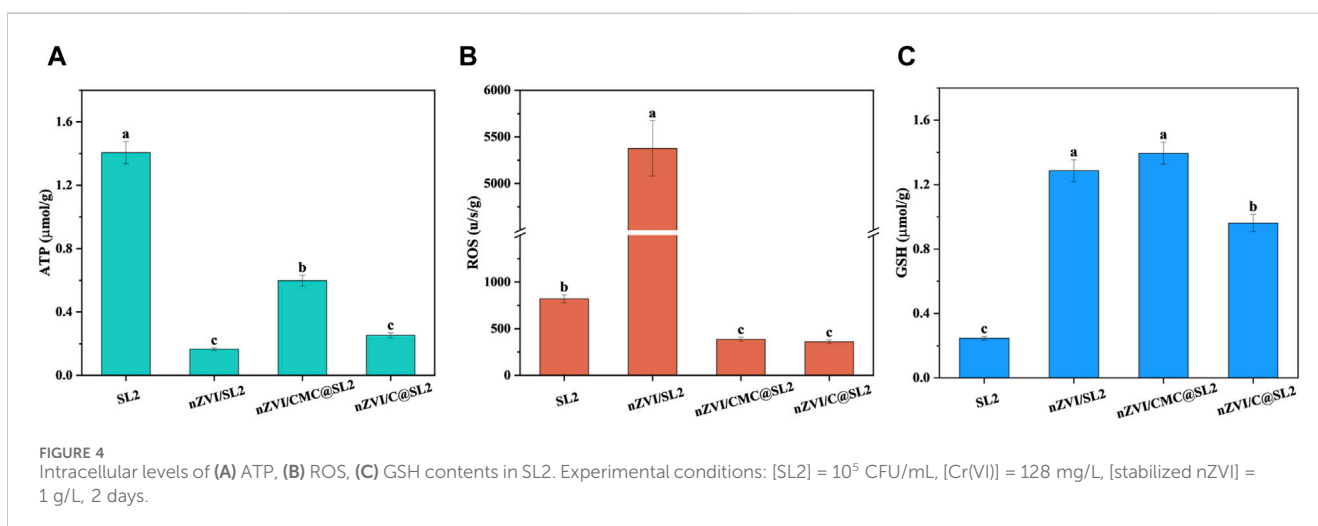 A
ATP (μmol/g)
1.6
1.2
0.8
0.4
0.0
a
c
b
c
SL2
nZVI/SL2
nZVI/CMC@SL2
nZVI/C@SL2
B
ROS (u/s/g)
6000
5500
5000
1000
500
0
b
a
c
c
SL2
nZVI/SL2
nZVI/CMC@SL2
nZVI/C@SL2
C
GSH (μmol/g)
1.6
1.2
0.8
0.4
0.0
c
a
a
b
SL2
nZVI/SL2
nZVI/CMC@SL2
nZVI/C@SL2
FIGURE 4
Intracellular levels of (A) ATP, (B) ROS, (C) GSH contents in SL2. Experimental conditions: [SL2] = 10⁵ CFU/mL, [Cr(VI)] = 128 mg/L, [stabilized nZVI] =
1 g/L, 2 days.